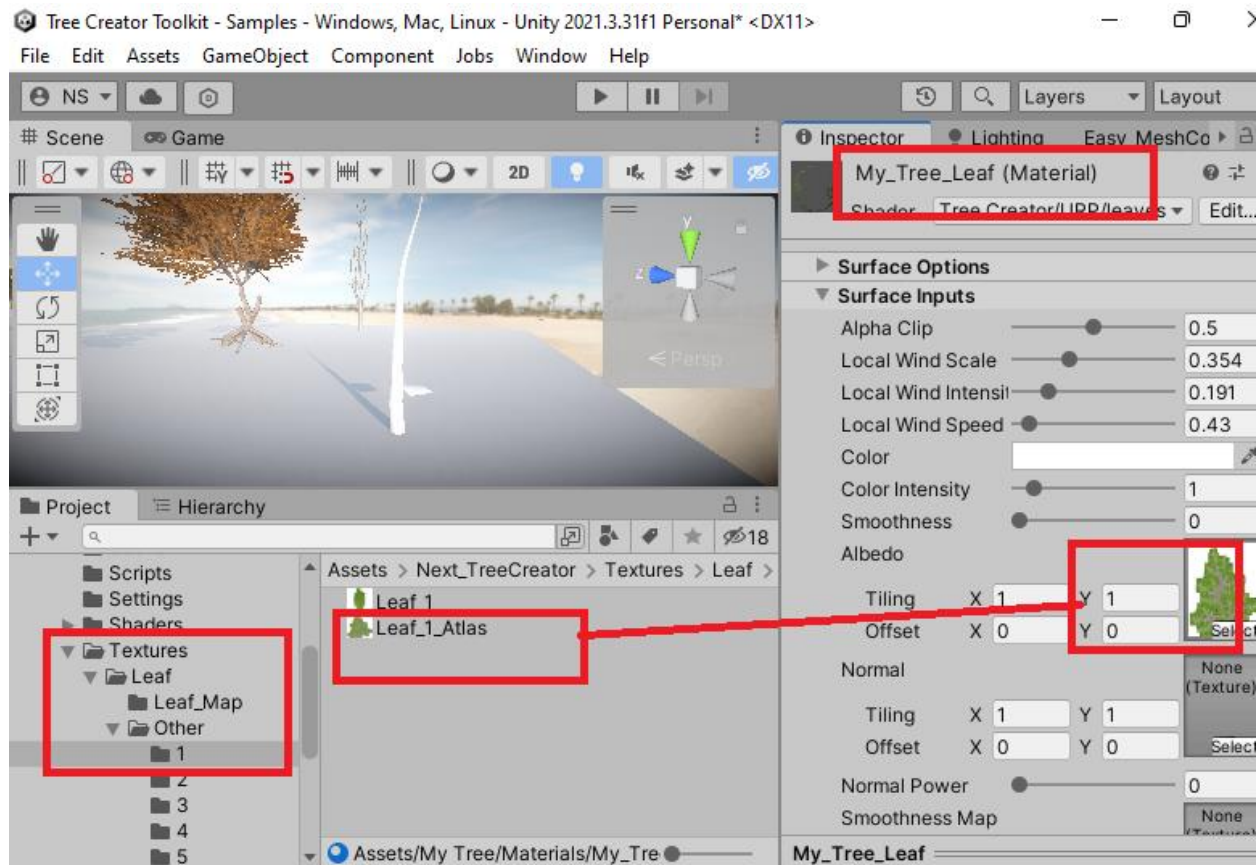 Tree Creator Toolkit - Samples - Windows, Mac, Linux - Unity 2021.3.31f1 Personal* <DX11>
File Edit Assets GameObject Component Jobs Window Help
NS Layers Layout
Scene Game
2D
y
z
Persp
Inspector Lighting Easy MeshCo
My_Tree_Leaf (Material)
Shader Tree Creator/URP/leaves Edit...
Surface Options
Surface Inputs
Alpha Clip 0.5
Local Wind Scale 0.354
Local Wind Intensit 0.191
Local Wind Speed 0.43
Color
Color Intensity 1
Smoothness 0
Albedo
Tiling X 1 Y 1
Offset X 0 Y 0 Select
Normal None
(Texture)
Tiling X 1 Y 1
Offset X 0 Y 0 Select
Normal Power 0
Smoothness Map None
(Texture)
My_Tree_Leaf
Project Hierarchy
18
Scripts
Settings
Shaders
Textures
Leaf
Leaf_Map
Other
1
2
3
4
5
Assets > Next_TreeCreator > Textures > Leaf >
Leaf_1
Leaf_1_Atlas
Assets/My Tree/Materials/My_Tre